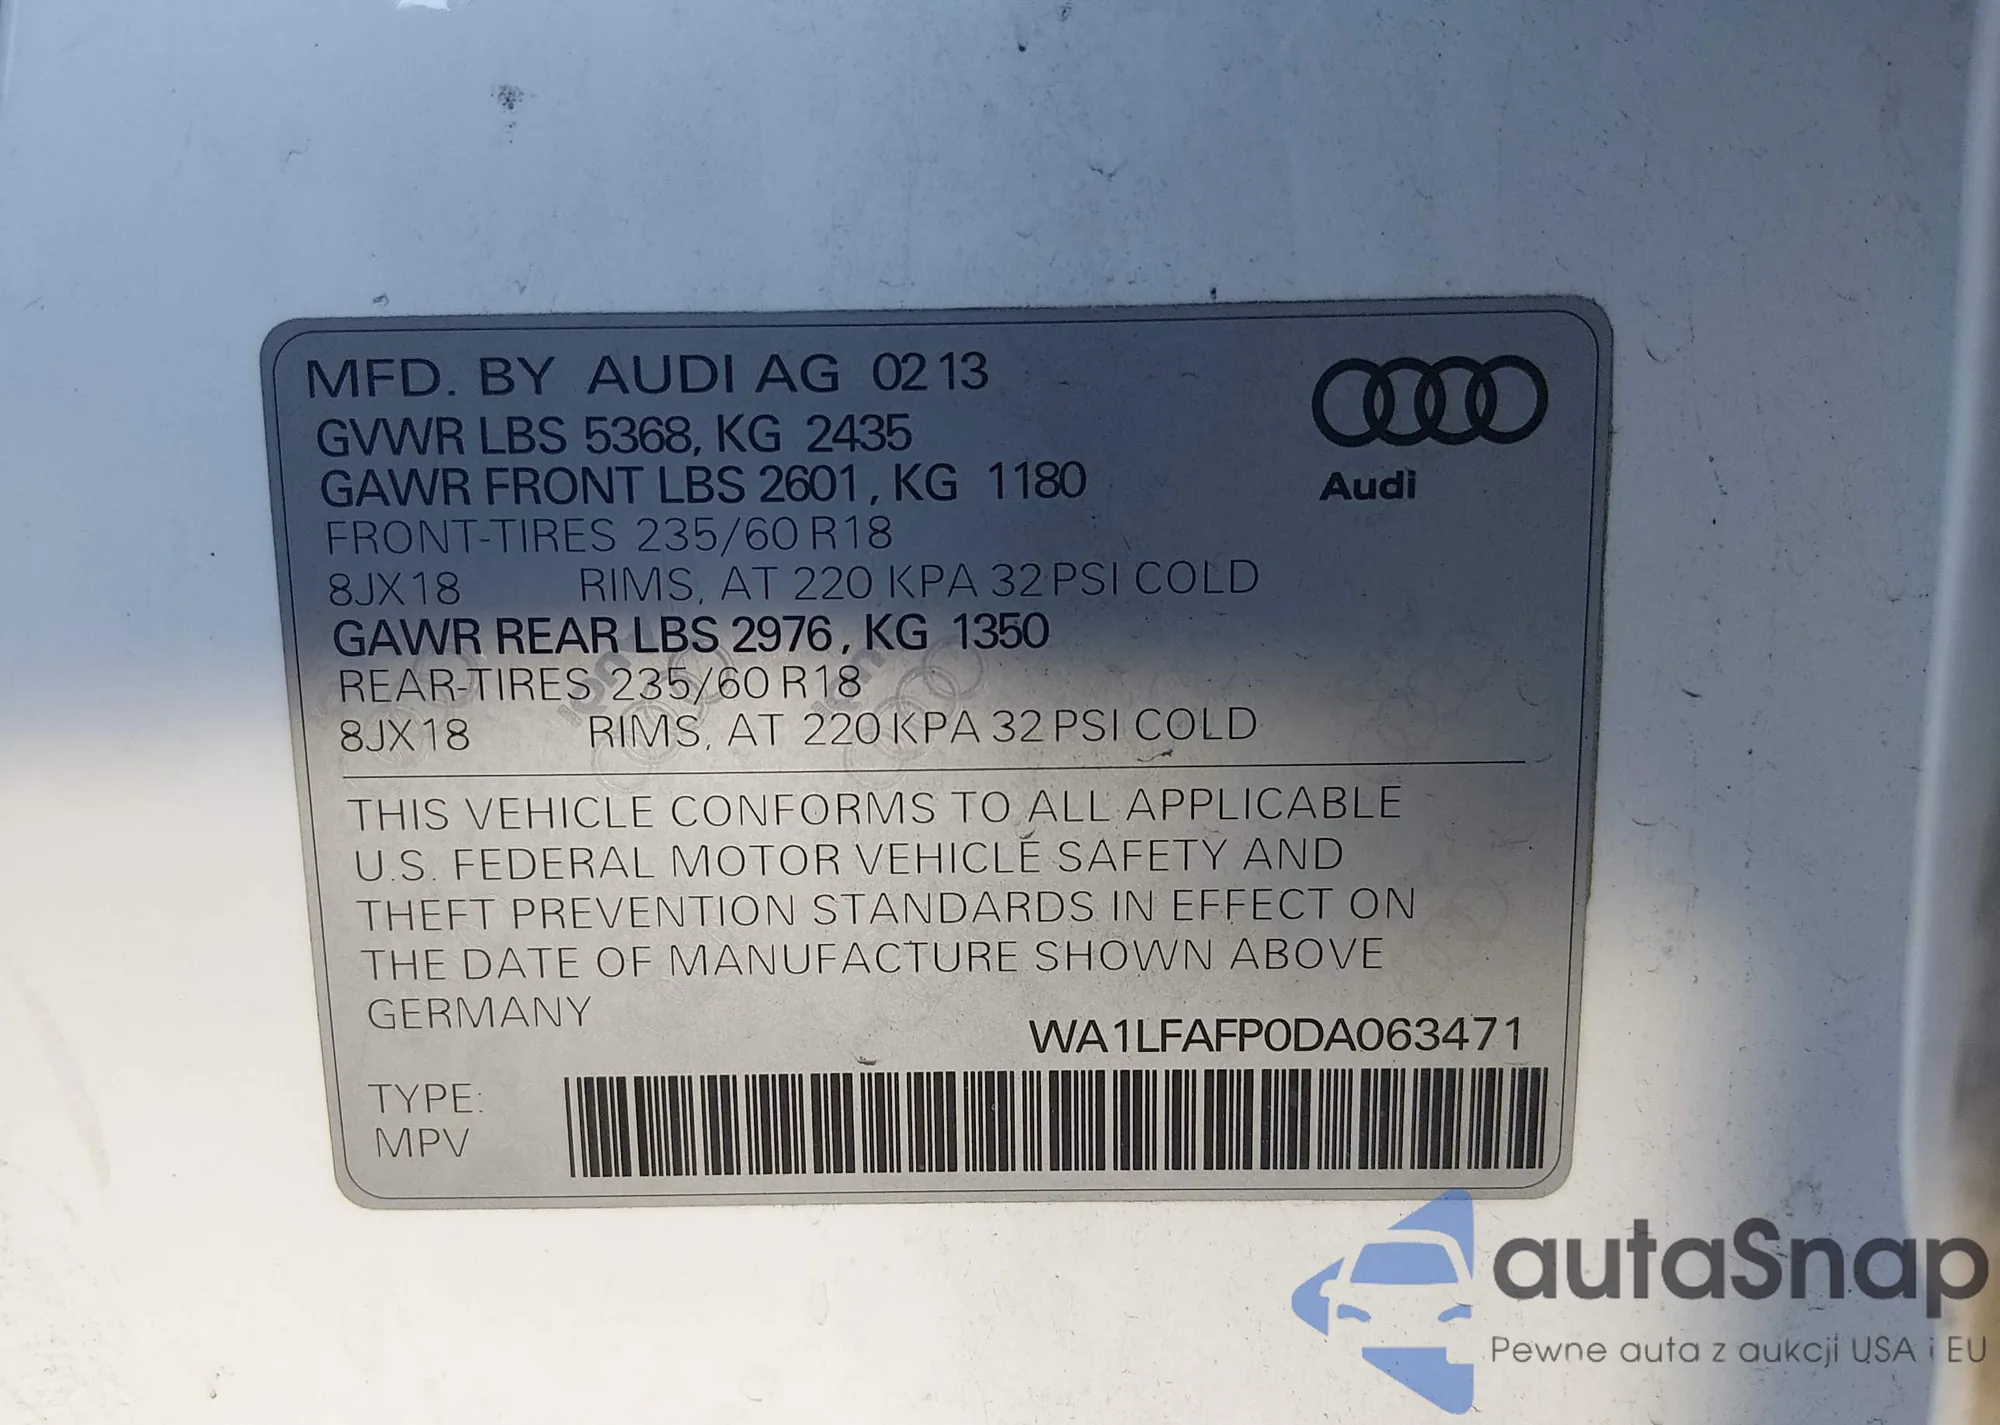 MFD. BY AUDI AG 02 13
GVWR LBS 5368, KG 2435
GAWR FRONT LBS 2601, KG 1180
FRONT-TIRES 235/60 R18
8JX18 RIMS, AT 220 KPA 32 PSI COLD
GAWR REAR LBS 2976, KG 1350
REAR-TIRES 235/60 R18
8JX18 RIMS, AT 220 KPA 32 PSI COLD
Audi
THIS VEHICLE CONFORMS TO ALL APPLICABLE
U.S. FEDERAL MOTOR VEHICLE SAFETY AND
THEFT PREVENTION STANDARDS IN EFFECT ON
THE DATE OF MANUFACTURE SHOWN ABOVE
GERMANY
WA1LFAFP0DA063471
TYPE:
MPV
autaSnap
Pewne auta z aukcji USA i EU